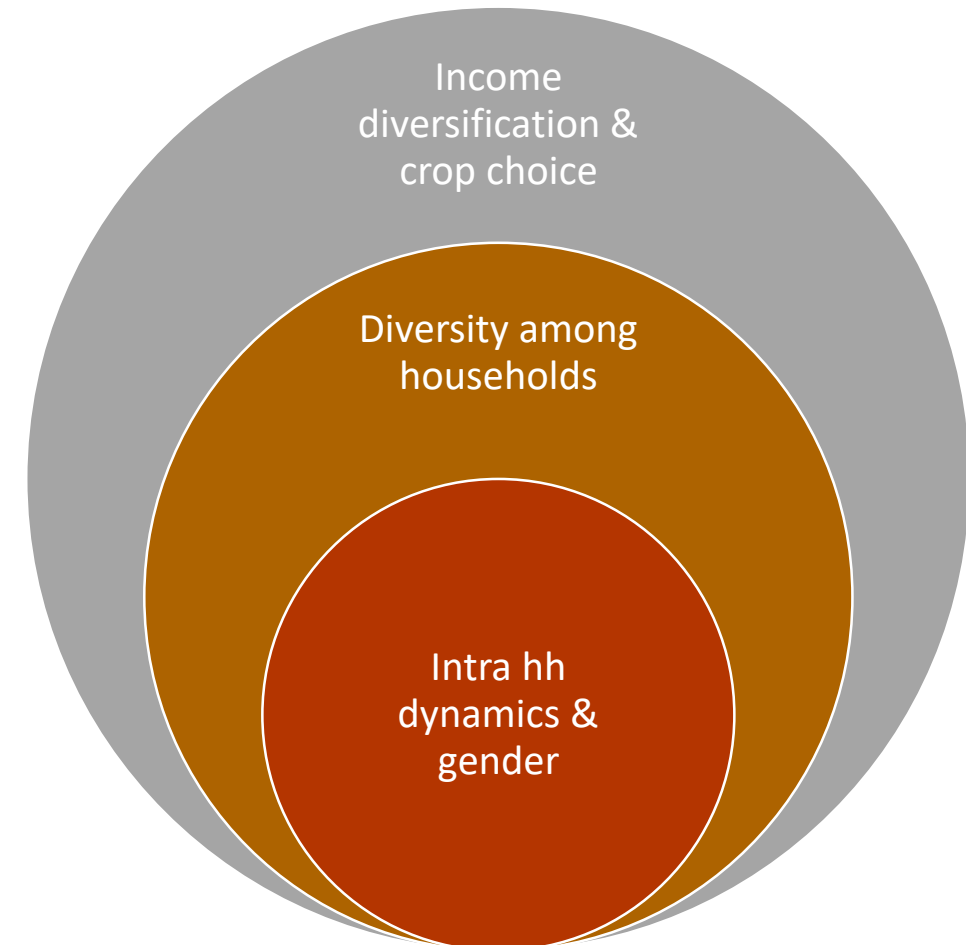 Income
diversification &
crop choice
Diversity among
households
Intra hh
dynamics &
gender